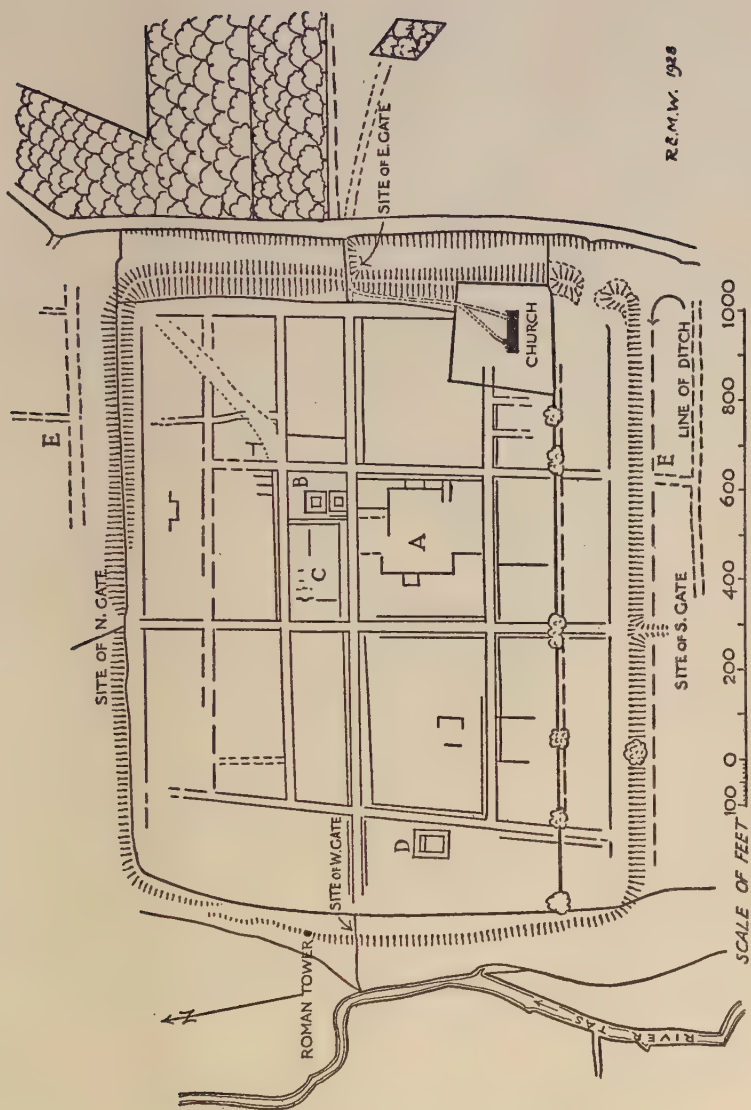 SITE OF N. GATE
E
SITE OF E. GATE
H
B
C
A
CHURCH
D
SITE OF W. GATE
ROMAN TOWER
N
RIVER TAS
E
LINE OF DITCH
SITE OF S. GATE
100 0 200 400 600 800 1000
SCALE OF FEET
R.E.M.W. 1928